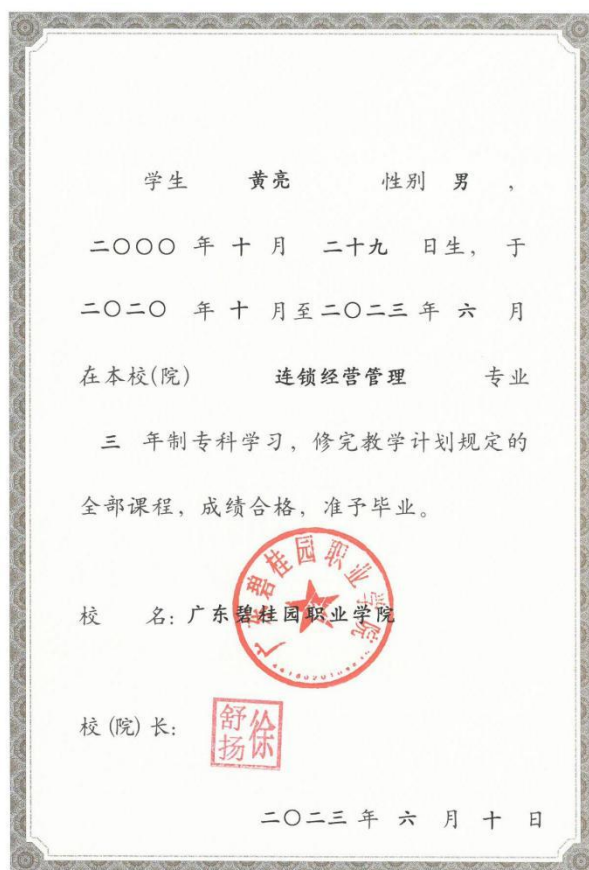 学生 黄亮 性别 男 ,
二〇〇〇 年 十 月 二十九 日生, 于
二〇二〇 年 十 月至二〇二三 年 六 月
在本校(院) 连锁经营管理 专业
三 年制专科学习, 修完教学计划规定的
全部课程, 成绩合格, 准予毕业。
广东碧桂园职业学院
校 名: 广东碧桂园职业学院
校 (院) 长:
徐舒扬
二〇二三 年 六 月 十 日